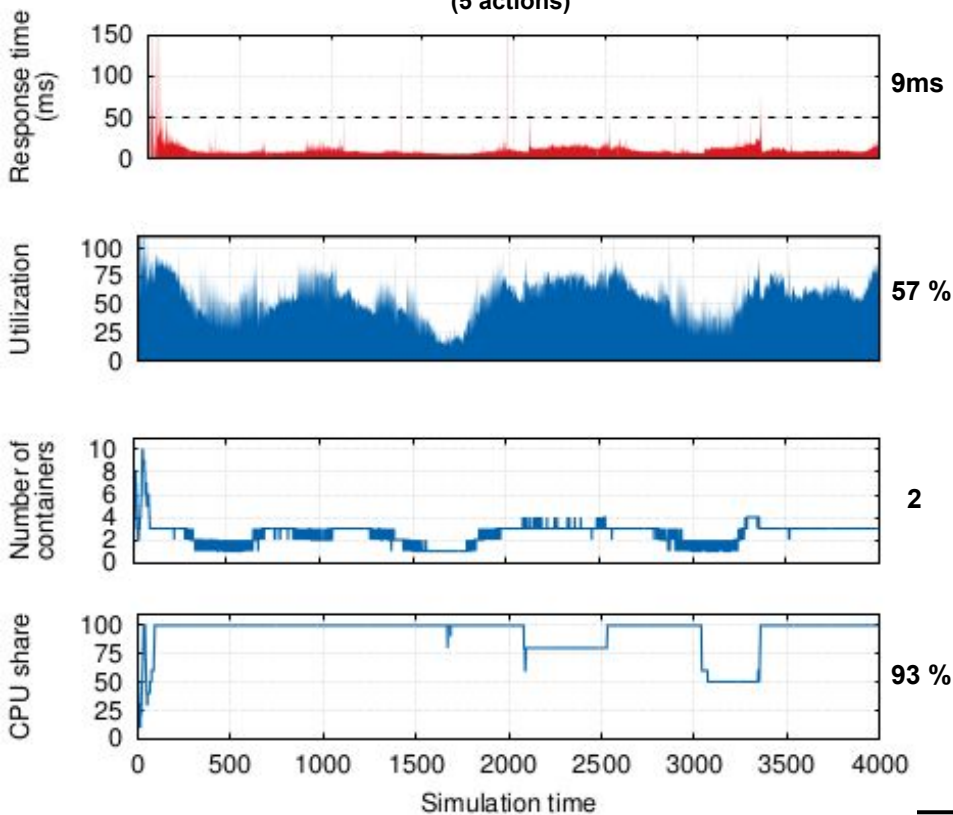 (5 actions)
Response time
(ms)
150
100
50
0
9ms
Utilization
100
75
50
25
0
57 %
Number of
containers
10
8
6
4
2
0
2
CPU share
100
75
50
25
0
93 %
0 500 1000 1500 2000 2500 3000 3500 4000
Simulation time